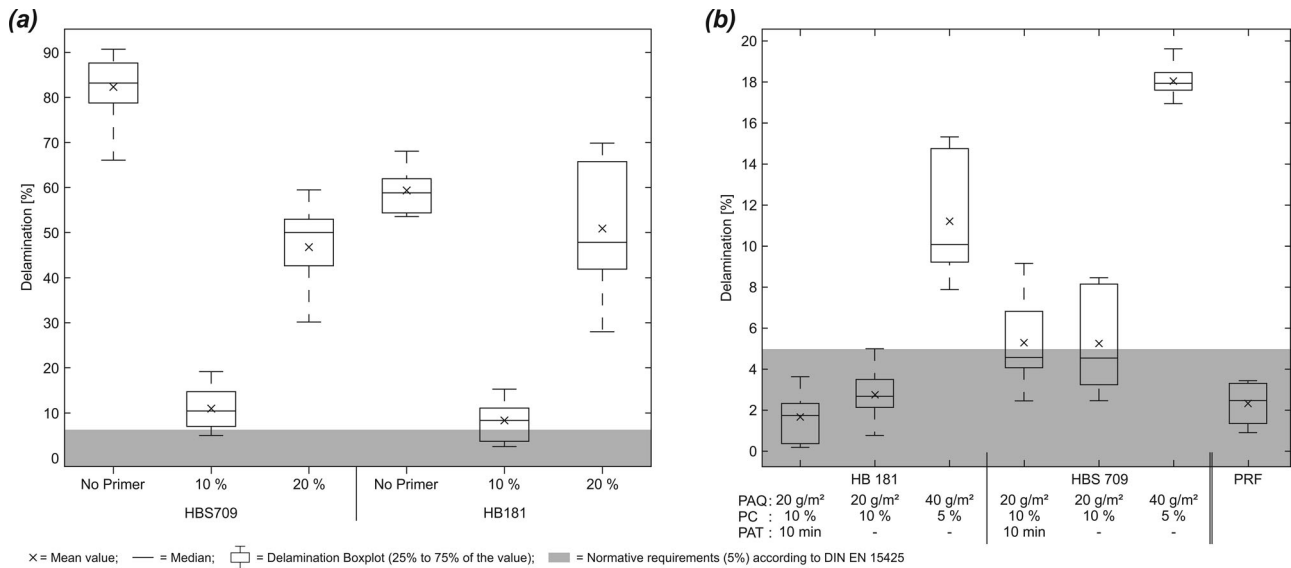 (a)
Delamination [%]
90
80
70
60
50
40
30
20
10
0
No Primer 10 % 20 % No Primer 10 % 20 %
HBS709 HB181
(b)
Delamination [%]
20
18
16
14
12
10
8
6
4
2
0
HB 181 HBS 709 PRF
PAQ: 20 g/m² 20 g/m² 40 g/m² 20 g/m² 20 g/m² 40 g/m²
PC : 10 % 10 % 5 % 10 % 10 % 5 %
PAT : 10 min - - 10 min - -
× = Mean value; — = Median; = Delamination Boxplot (25% to 75% of the value); = Normative requirements (5%) according to DIN EN 15425